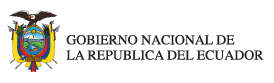 GOBIERNO NACIONAL DE
LA REPUBLICA DEL ECUADOR